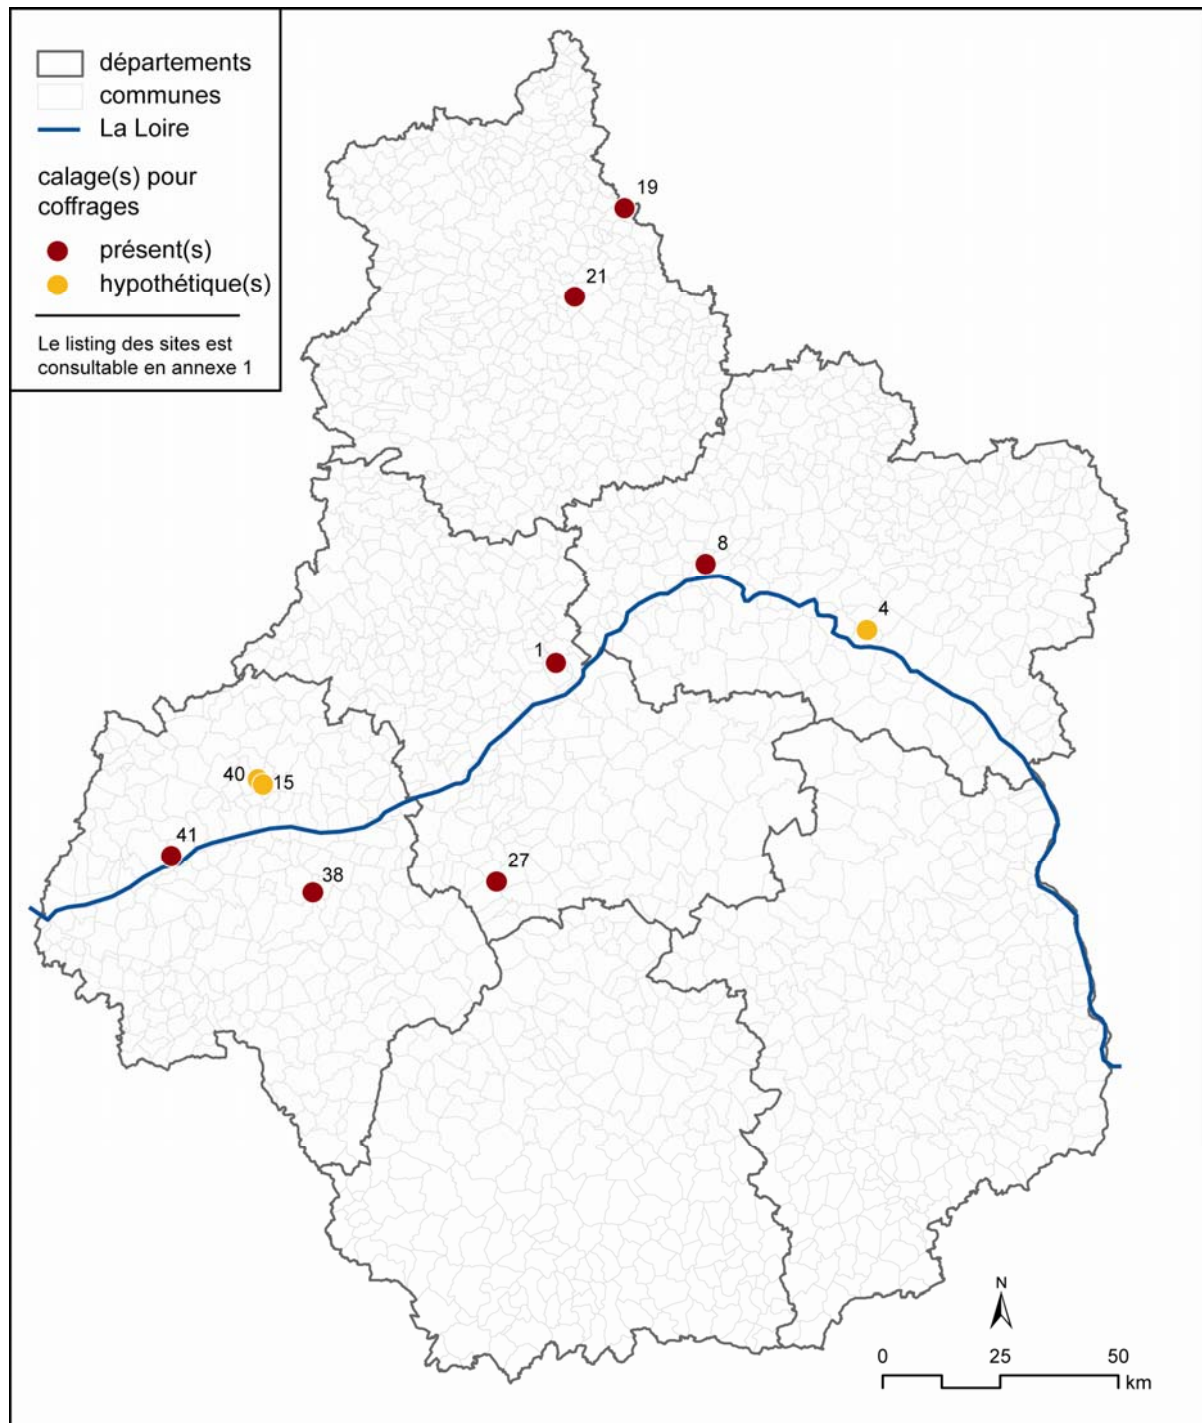 départements
communes
La Loire
calage(s) pour
coffrages
présent(s)
hypothétique(s)
Le listing des sites est
consultable en annexe 1
19
21
8
4
1
40
15
41
38
27
N
0 25 50
km